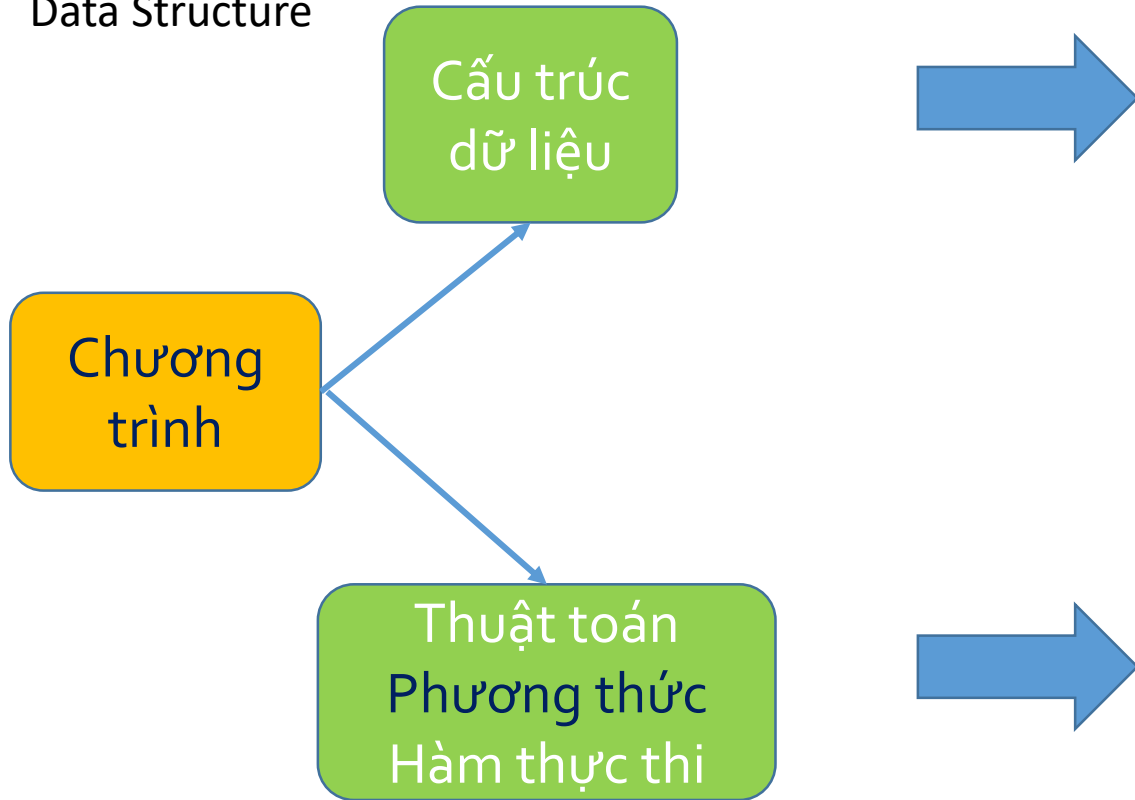 Data Structure
Cấu trúc
dữ liệu
Chương
trình
Thuật toán
Phương thức
Hàm thực thi